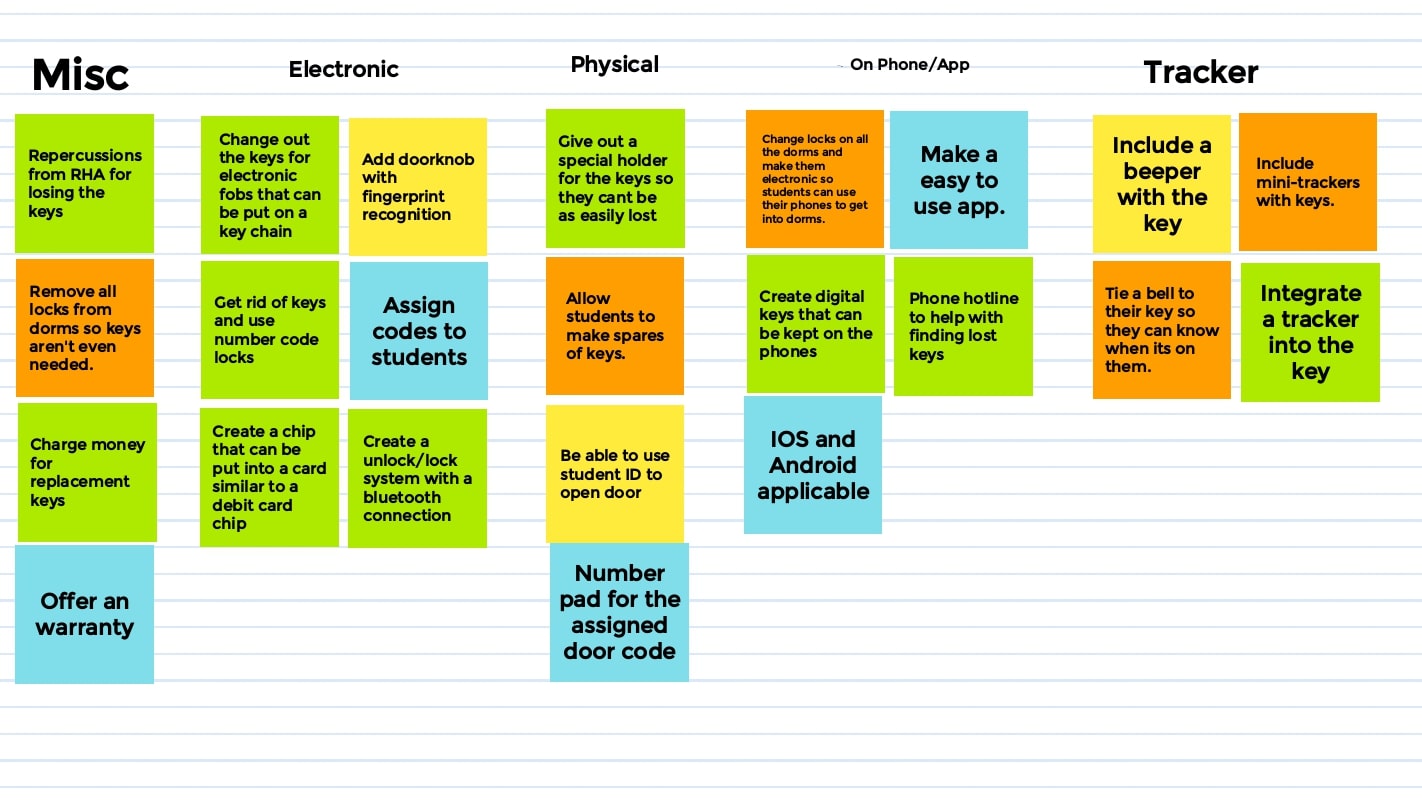 Misc
Repercussions
from RHA for
losing the
keys
Remove all
locks from
dorms so keys
aren't even
needed.
Charge money
for
replacement
keys
Offer an
warranty
Electronic
Change out
the keys for
electronic
fobs that can
be put on a
key chain
Add doorknob
with
fingerprint
recognition
Get rid of keys
and use
number code
locks
Assign
codes to
students
Create a chip
that can be
put into a card
similar to a
debit card
chip
Create a
unlock/lock
system with a
bluetooth
connection
Physical
Give out a
special holder
for the keys so
they cant be
as easily lost
Allow
students to
make spares
of keys.
Be able to use
student ID to
open door
Number
pad for the
assigned
door code
On Phone/App
Change locks on all
the dorms and
make them
electronic so
students can use
their phones to get
into dorms.
Make a
easy to
use app.
Create digital
keys that can
be kept on the
phones
Phone hotline
to help with
finding lost
keys
IOS and
Android
applicable
Tracker
Include a
beeper
with the
key
Include
mini-trackers
with keys.
Tie a bell to
their key so
they can know
when its on
them.
Integrate
a tracker
into the
key